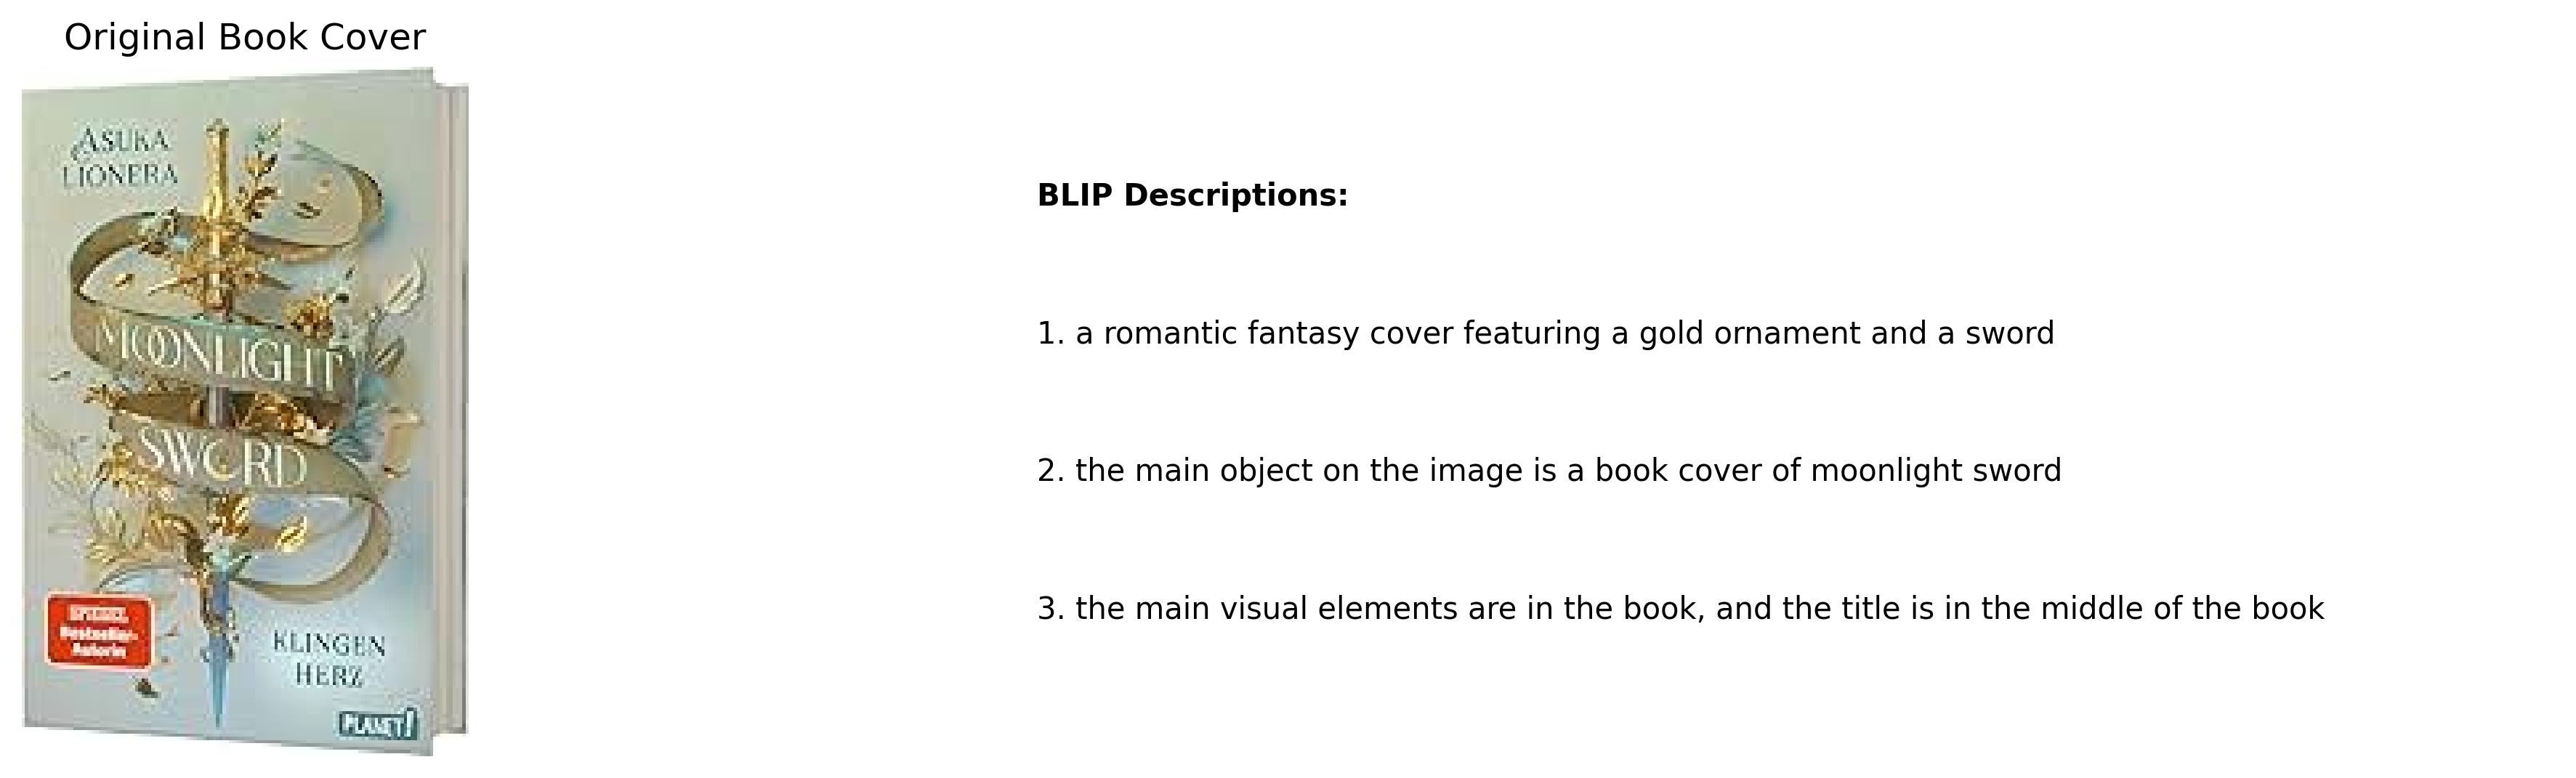 Original Book Cover
ASUKA
LIONERA
MOONLIGHT
SWORD
SPIEGEL
Bestseller-
Autorin
KLINGEN
HERZ
PLANET!
BLIP Descriptions:
1. a romantic fantasy cover featuring a gold ornament and a sword
2. the main object on the image is a book cover of moonlight sword
3. the main visual elements are in the book, and the title is in the middle of the book